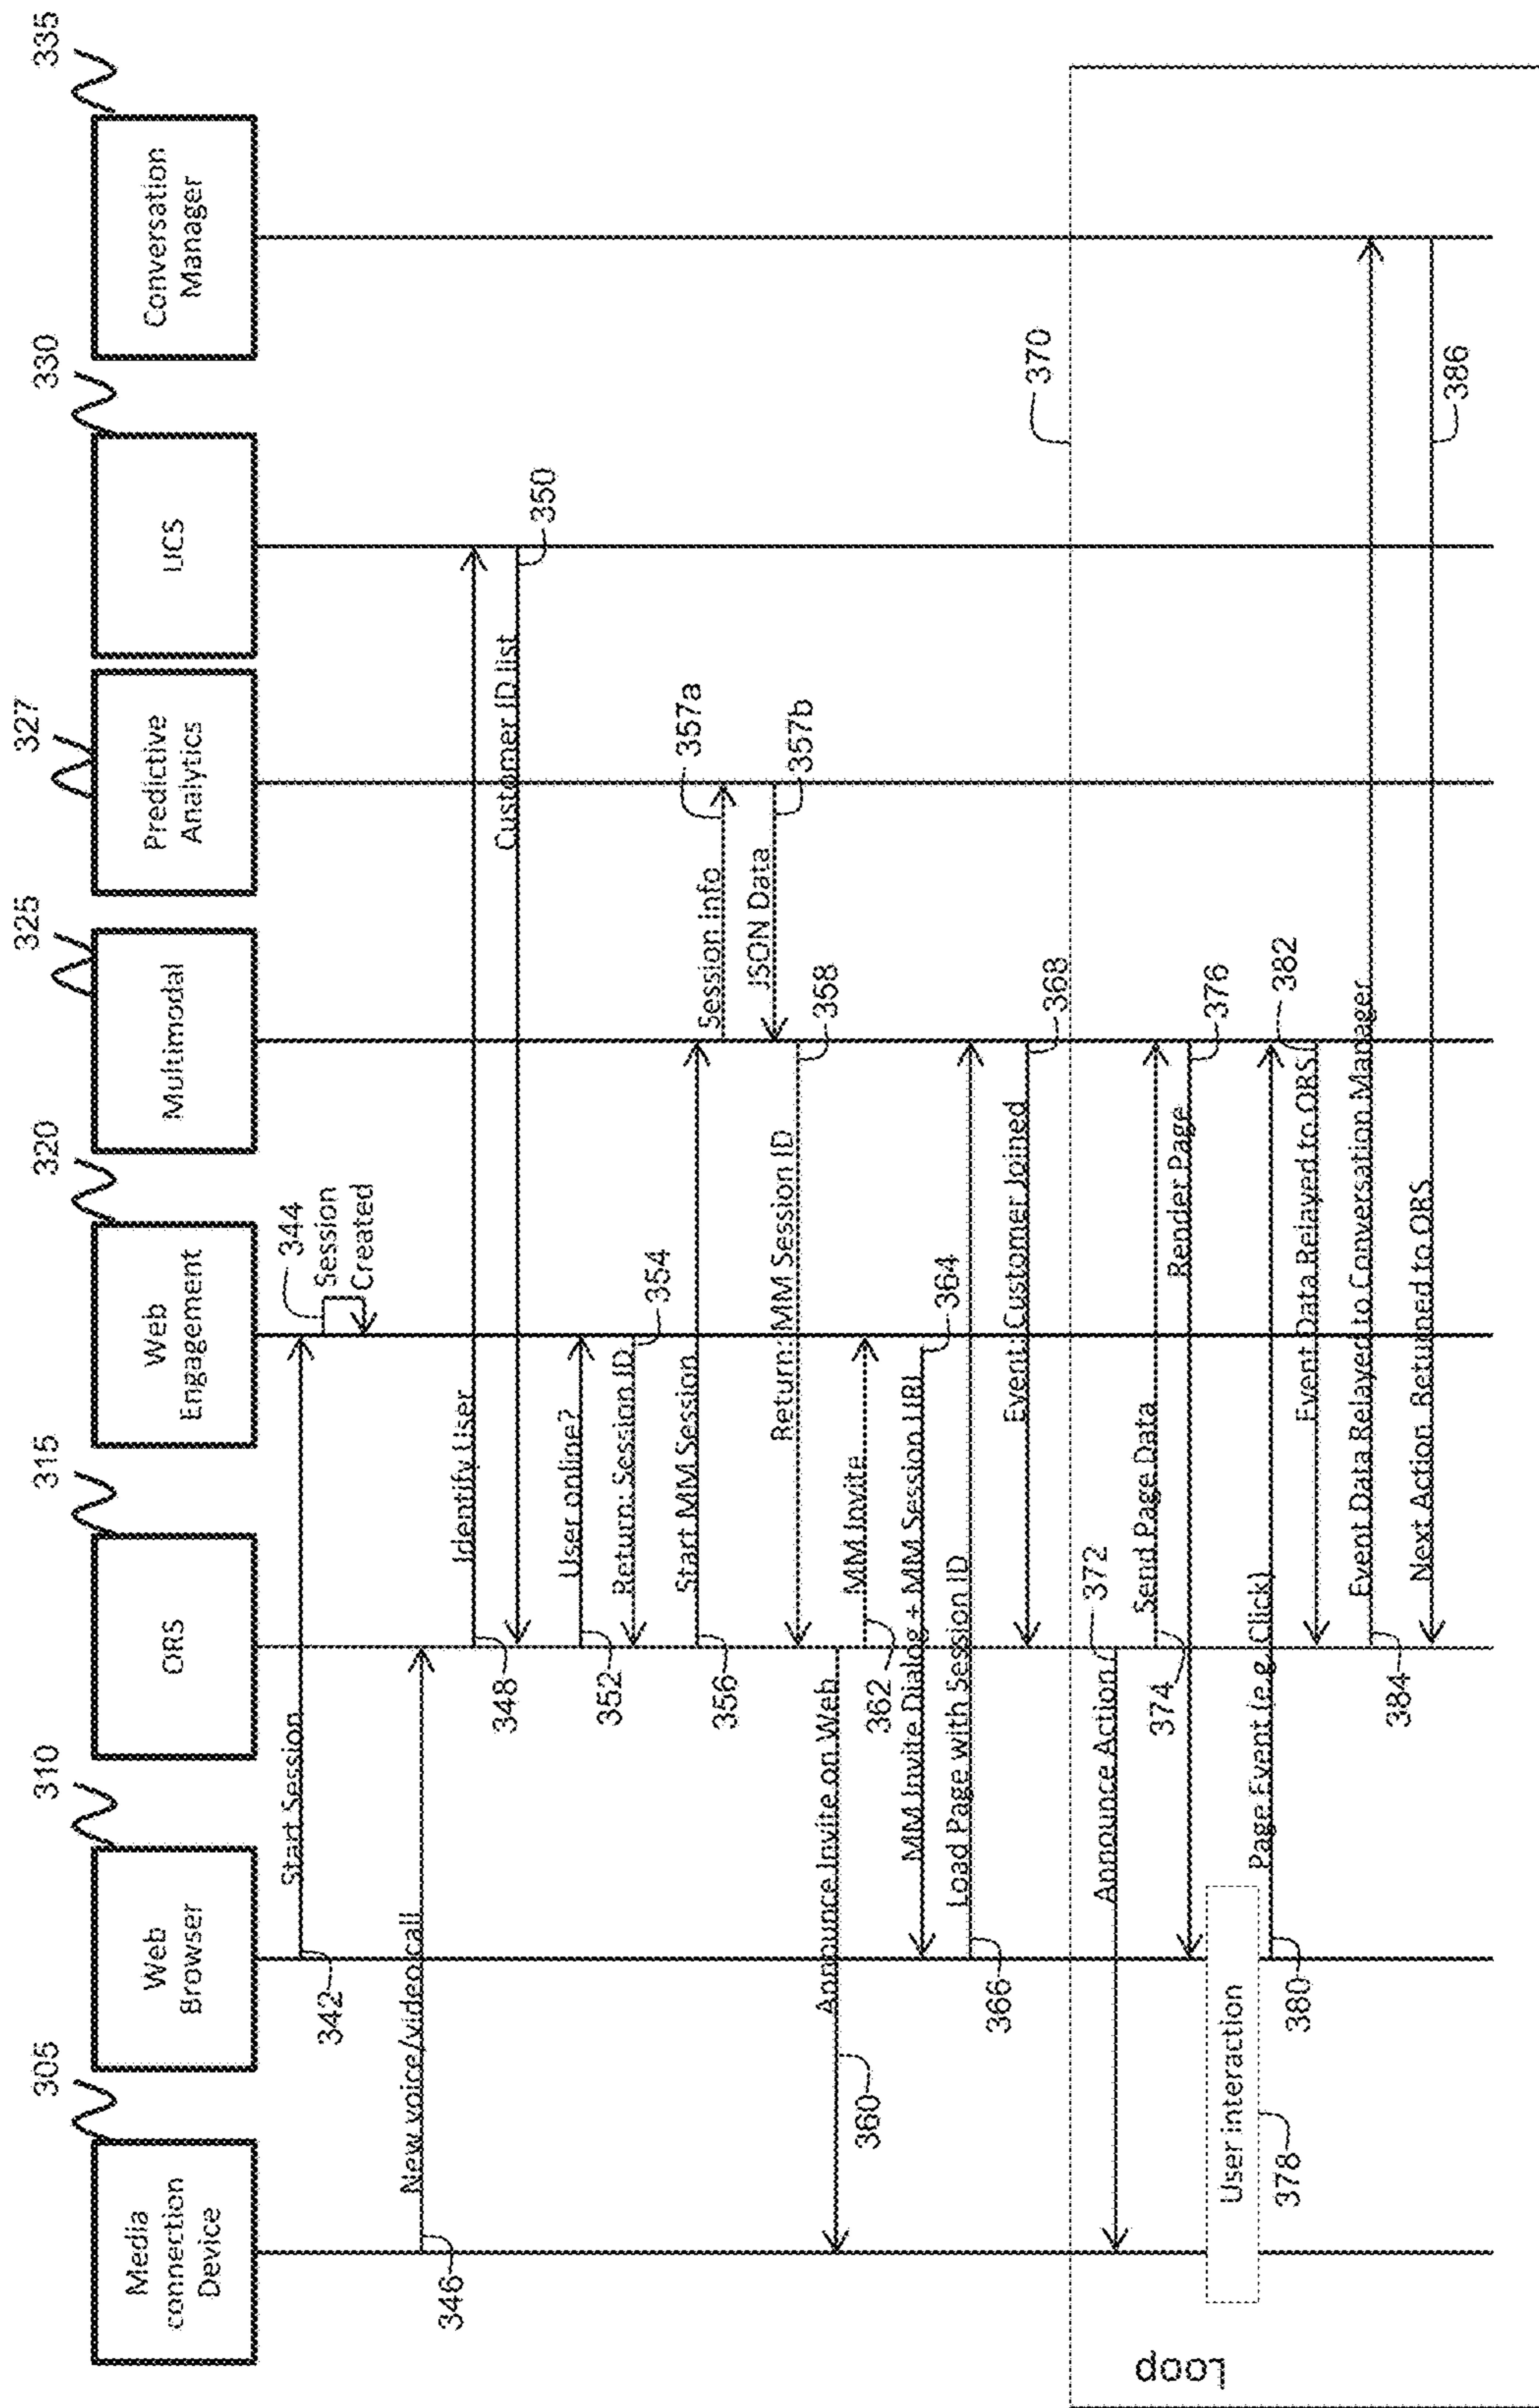 305
310
315
320
325
327
330
335
Media
connection
Device
Web
Browser
ORS
Web
Engagement
Multimodal
Predictive
Analytics
UCS
Conversation
Manager
Start Session
342
344
Session
Created
New voice/video call
346
Identify User
348
Customer ID list
350
User online?
352
Return: Session ID
354
Start MM Session
356
Session info
357a
JSON Data
357b
Return: MM Session ID
358
Announce Invite on Web
360
MM Invite
362
MM Invite Dialog + MM Session URL
364
Load Page with Session ID
366
Event: Customer Joined
368
370
Loop
Announce Action
372
Send Page Data
374
Render Page
376
User interaction
378
Page Event (e.g. Click)
380
Event Data Relayed to ORS
382
Event Data Relayed to Conversation Manager
384
Next Action Returned to ORS
386